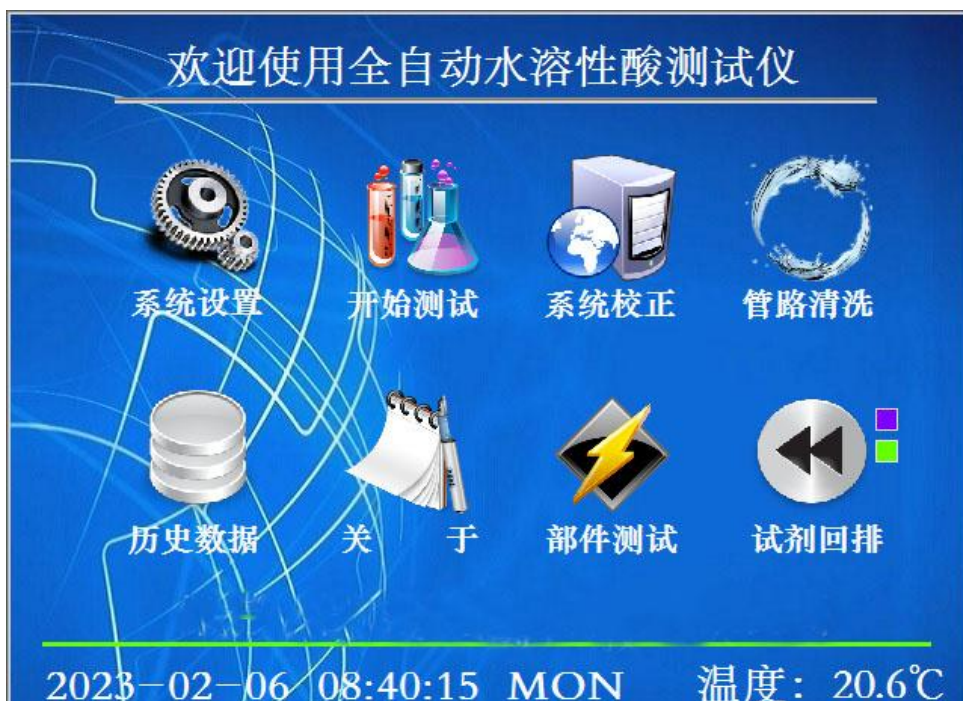 欢迎使用全自动水溶性酸测试仪
系统设置 开始测试 系统校正 管路清洗
历史数据 关 于 部件测试 试剂回排
2023-02-06 08:40:15 MON 温度：20.6℃